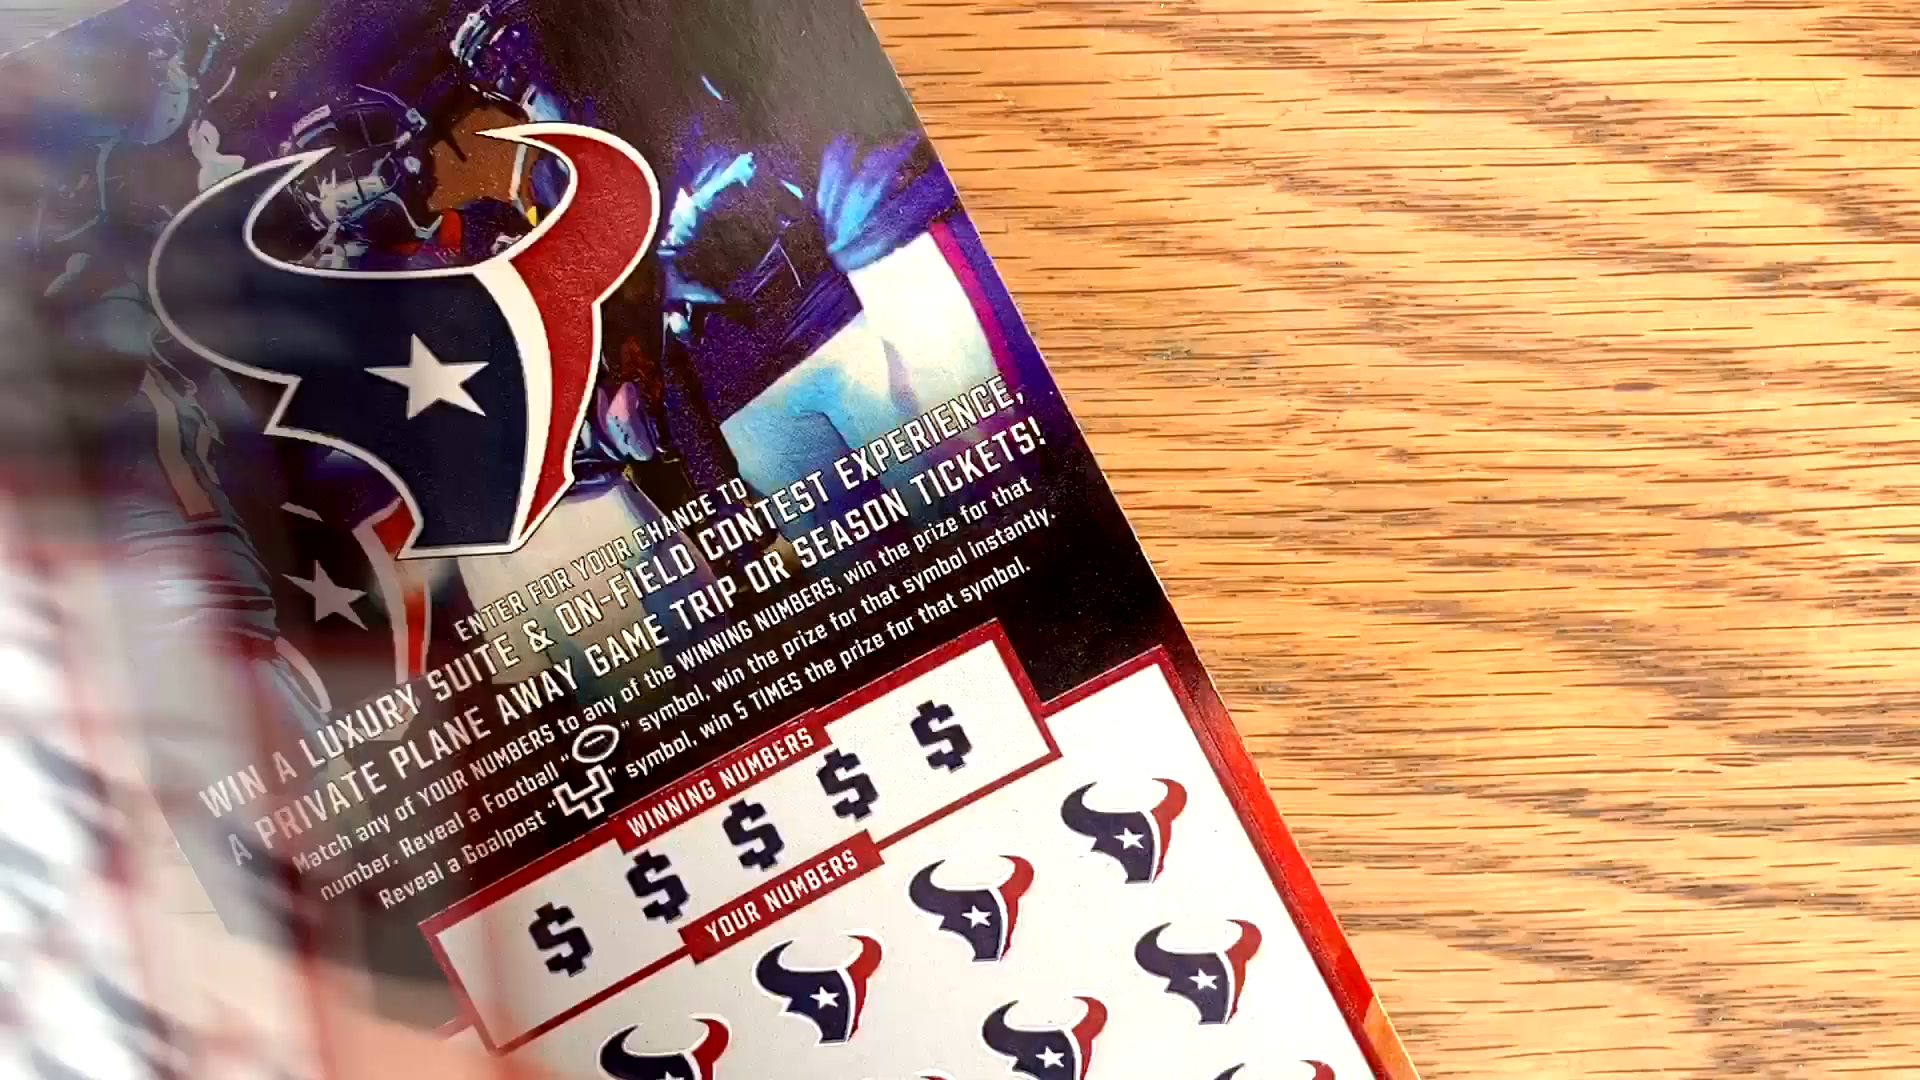 ENTER FOR YOUR CHANCE TO
WIN A LUXURY SUITE & ON-FIELD CONTEST EXPERIENCE,
A PRIVATE PLANE AWAY GAME TRIP OR SEASON TICKETS!
Match any of YOUR NUMBERS to any of the WINNING NUMBERS, win the prize for that
number. Reveal a Football "" symbol, win the prize for that symbol instantly.
Reveal a Goalpost "" symbol, win 5 TIMES the prize for that symbol.
WINNING NUMBERS
$ $ $ $ $
YOUR NUMBERS